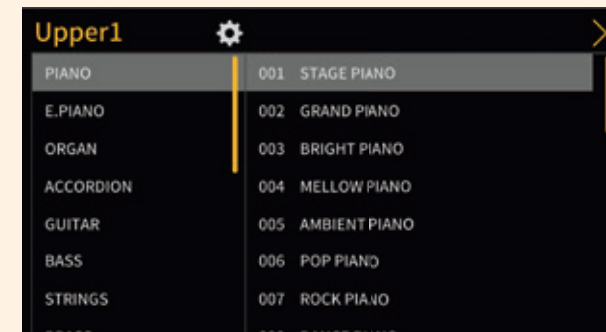 Upper1
PIANO
001 STAGE PIANO
E.PIANO
002 GRAND PIANO
ORGAN
003 BRIGHT PIANO
ACCORDION
004 MELLOW PIANO
GUITAR
005 AMBIENT PIANO
BASS
006 POP PIANO
STRINGS
007 ROCK PIANO